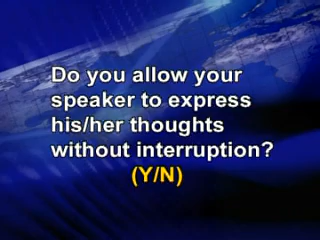 Do you allow your
speaker to express
his/her thoughts
without interruption?
(Y/N)